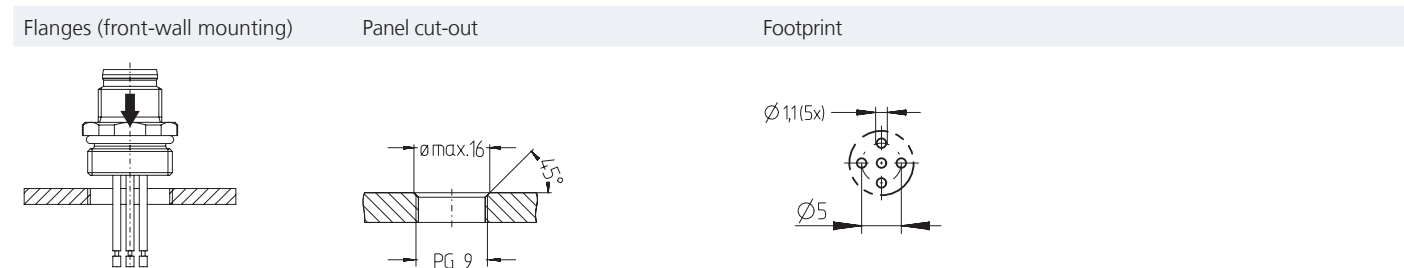 Flanges (front-wall mounting)
Panel cut-out
Footprint
Ø 1,1 (5x)
ø max.16
45°
Ø5
PG 9